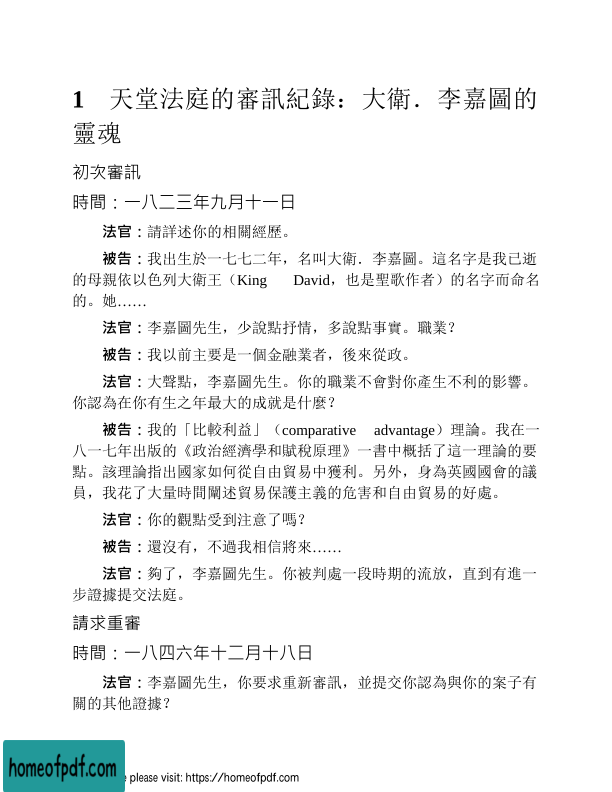 1 天堂法庭的審訊紀錄：大衛．李嘉圖的
靈魂
初次審訊
時間：一八二三年九月十一日
法官：請詳述你的相關經歷。
被告：我出生於一七七二年，名叫大衛．李嘉圖。這名字是我已逝
的母親依以色列大衛王（King David，也是聖歌作者）的名字而命名
的。她……
法官：李嘉圖先生，少說點抒情，多說點事實。職業？
被告：我以前主要是一個金融業者，後來從政。
法官：大聲點，李嘉圖先生。你的職業不會對你產生不利的影響。
你認為在你有生之年最大的成就是什麼？
被告：我的「比較利益」（comparative advantage）理論。我在一
八一七年出版的《政治經濟學和賦稅原理》一書中概括了這一理論的要
點。該理論指出國家如何從自由貿易中獲利。另外，身為英國國會的議
員，我花了大量時間闡述貿易保護主義的危害和自由貿易的好處。
法官：你的觀點受到注意了嗎？
被告：還沒有，不過我相信將來……
法官：夠了，李嘉圖先生。你被判處一段時期的流放，直到有進一
步證據提交法庭。
請求重審
時間：一八四六年十二月十八日
法官：李嘉圖先生，你要求重新審訊，並提交你認為與你的案子有
關的其他證據？
homeofpdf.com
please visit: https://homeofpdf.com